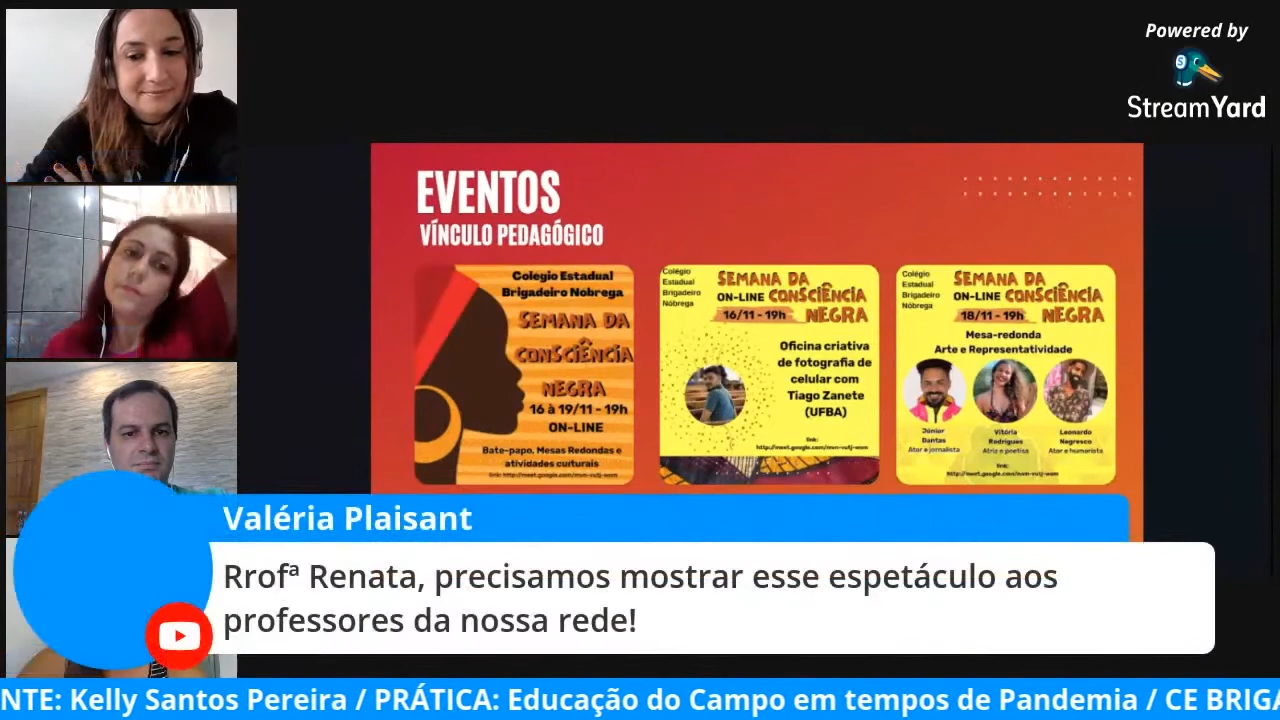 Powered by
StreamYard
EVENTOS
VÍNCULO PEDAGÓGICO
Colegio Estadual
Brigadeiro Nóbrega
SEMANA DA
CONSCIÊNCIA
NEGRA
16 à 19/11 - 19h
ON-LINE
Bate-papo, Mesas Redondas e
atividades culturais
Colégio
Estadual
Brigadeiro
Nóbrega
SEMANA DA
ON-LINE CONSCIÊNCIA
16/11 - 19h NEGRA
Oficina criativa
de fotografia de
celular com
Tiago Zanete
(UFBA)
link:
Colégio
Estadual
Brigadeiro
Nóbrega
SEMANA DA
ON-LINE CONSCIÊNCIA
18/11 - 19h NEGRA
Mesa-redonda
Arte e Representatividade
Júnior
Dantas
Ator e jornalista
Vitória
Rodrigues
Atriz e poetisa
Leonardo
Negresco
Ator e humorista
link:
Valéria Plaisant
Rrofª Renata, precisamos mostrar esse espetáculo aos
professores da nossa rede!
NTE: Kelly Santos Pereira / PRÁTICA: Educação do Campo em tempos de Pandemia / CE BRIGA